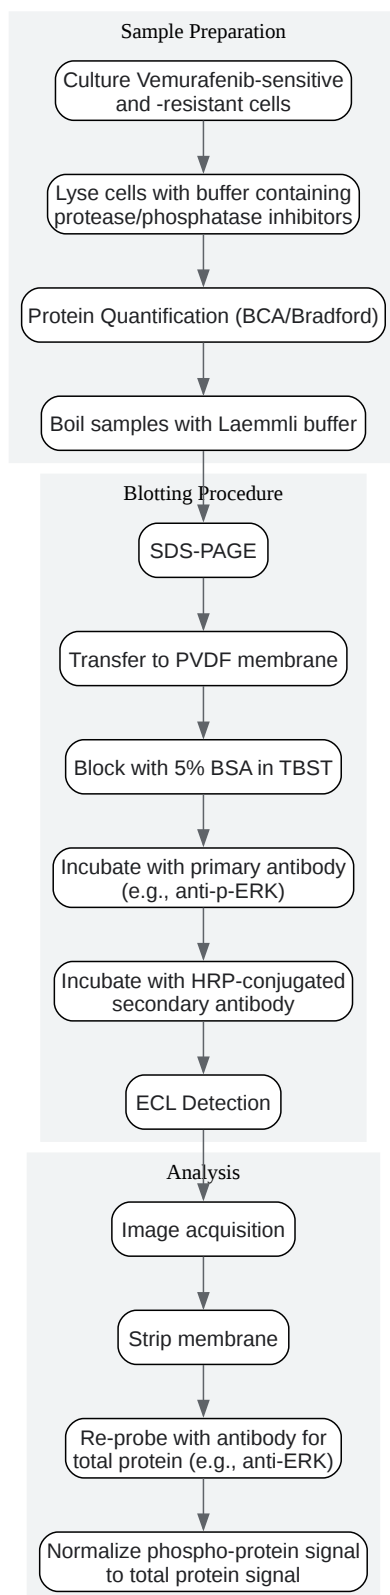 Sample Preparation
Culture Vemurafenib-sensitive
and -resistant cells
Lyse cells with buffer containing
protease/phosphatase inhibitors
Protein Quantification (BCA/Bradford)
Boil samples with Laemmli buffer
Blotting Procedure
SDS-PAGE
Transfer to PVDF membrane
Block with 5% BSA in TBST
Incubate with primary antibody
(e.g., anti-p-ERK)
Incubate with HRP-conjugated
secondary antibody
ECL Detection
Analysis
Image acquisition
Strip membrane
Re-probe with antibody for
total protein (e.g., anti-ERK)
Normalize phospho-protein signal
to total protein signal